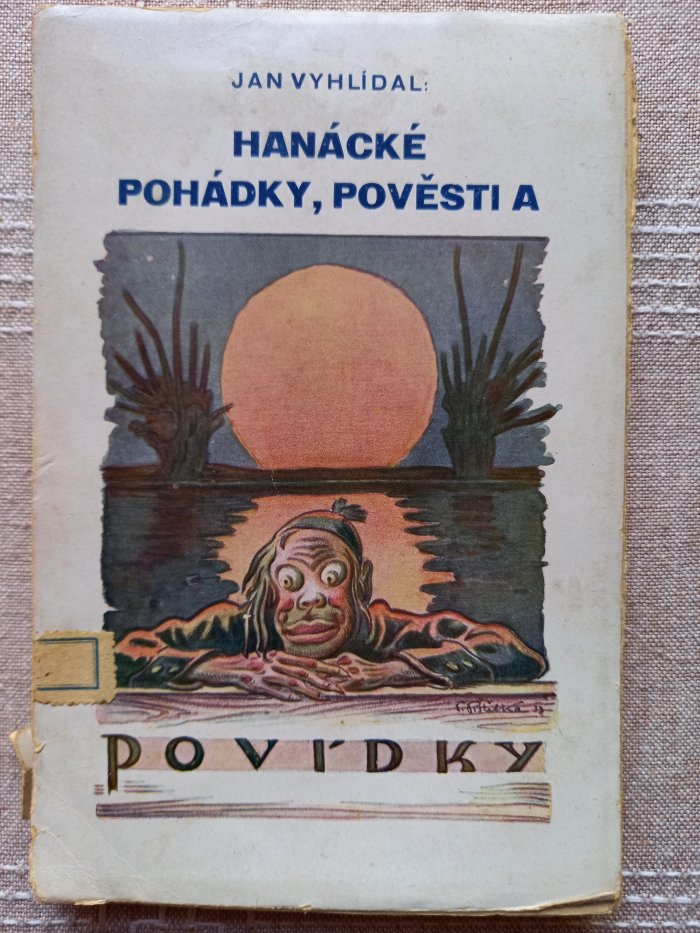 JAN VYHLÍDAL:
HANÁCKÉ
POHÁDKY, POVĚSTI A
POVÍDKY